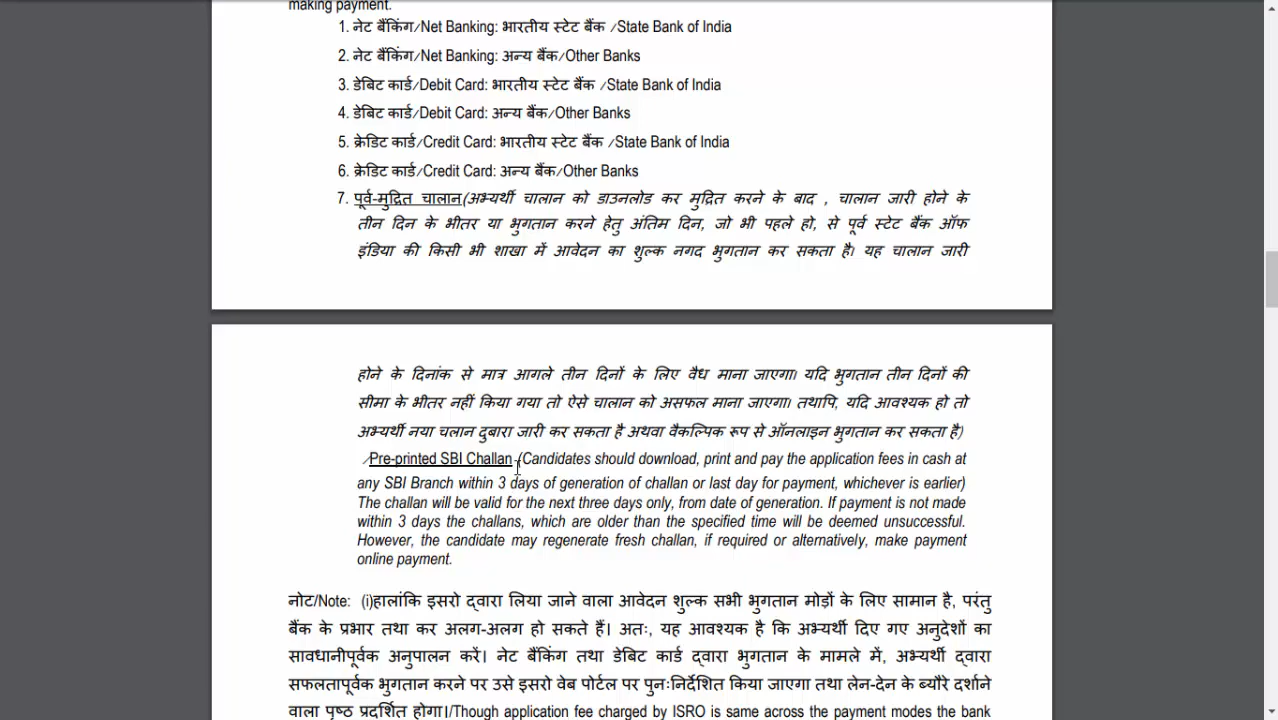 making payment.
1. नेट बैंकिंग/Net Banking: भारतीय स्टेट बैंक /State Bank of India
2. नेट बैंकिंग/Net Banking: अन्य बैंक/Other Banks
3. डेबिट कार्ड/Debit Card: भारतीय स्टेट बैंक /State Bank of India
4. डेबिट कार्ड/Debit Card: अन्य बैंक/Other Banks
5. क्रेडिट कार्ड/Credit Card: भारतीय स्टेट बैंक /State Bank of India
6. क्रेडिट कार्ड/Credit Card: अन्य बैंक/Other Banks
7. पूर्व-मुद्रित चालान(अभ्यर्थी चालान को डाउनलोड कर मुद्रित करने के बाद , चालान जारी होने के
तीन दिन के भीतर या भुगतान करने हेतु अंतिम दिन, जो भी पहले हो, से पूर्व स्टेट बैंक ऑफ
इंडिया की किसी भी शाखा में आवेदन का शुल्क नगद भुगतान कर सकता है। यह चालान जारी
होने के दिनांक से मात्र आगले तीन दिनों के लिए वैध माना जाएगा। यदि भुगतान तीन दिनों की
सीमा के भीतर नहीं किया गया तो ऐसे चालान को असफल माना जाएगा। तथापि, यदि आवश्यक हो तो
अभ्यर्थी नया चलान दुबारा जारी कर सकता है अथवा वैकल्पिक रूप से ऑनलाइन भुगतान कर सकता है)
/Pre-printed SBI Challan (Candidates should download, print and pay the application fees in cash at
any SBI Branch within 3 days of generation of challan or last day for payment, whichever is earlier)
The challan will be valid for the next three days only, from date of generation. If payment is not made
within 3 days the challans, which are older than the specified time will be deemed unsuccessful.
However, the candidate may regenerate fresh challan, if required or alternatively, make payment
online payment.
नोट/Note: (i)हालांकि इसरो द्वारा लिया जाने वाला आवेदन शुल्क सभी भुगतान मोड़ों के लिए सामान है, परंतु
बैंक के प्रभार तथा कर अलग-अलग हो सकते हैं। अतः, यह आवश्यक है कि अभ्यर्थी दिए गए अनुदेशों का
सावधानीपूर्वक अनुपालन करें। नेट बैंकिंग तथा डेबिट कार्ड द्वारा भुगतान के मामले में, अभ्यर्थी द्वारा
सफलतापूर्वक भुगतान करने पर उसे इसरो वेब पोर्टल पर पुनःनिर्देशित किया जाएगा तथा लेन-देन के ब्यौरे दर्शाने
वाला पृष्ठ प्रदर्शित होगा।/Though application fee charged by ISRO is same across the payment modes the bank